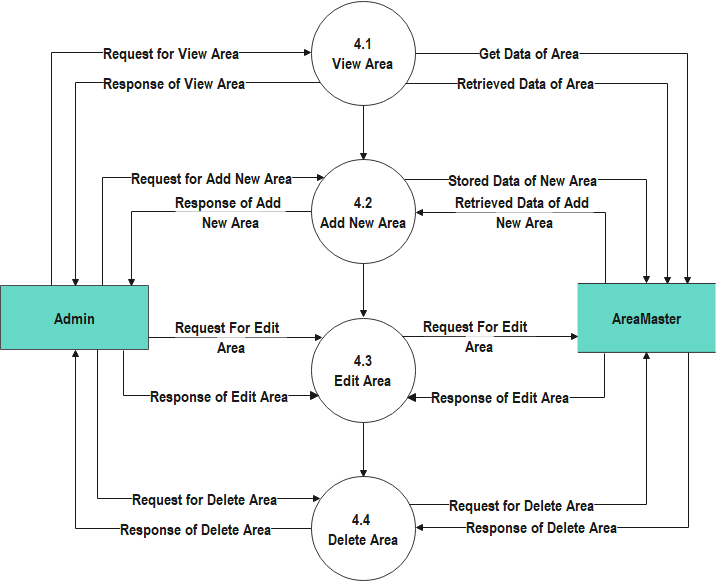 4.1
View Area
Request for View Area
Get Data of Area
Response of View Area
Retrieved Data of Area
Request for Add New Area
4.2
Add New Area
Stored Data of New Area
Response of Add
New Area
Retrieved Data of Add
New Area
Admin
AreaMaster
Request For Edit
Area
Request For Edit
Area
4.3
Edit Area
Response of Edit Area
Response of Edit Area
Request for Delete Area
Request for Delete Area
4.4
Delete Area
Response of Delete Area
Response of Delete Area